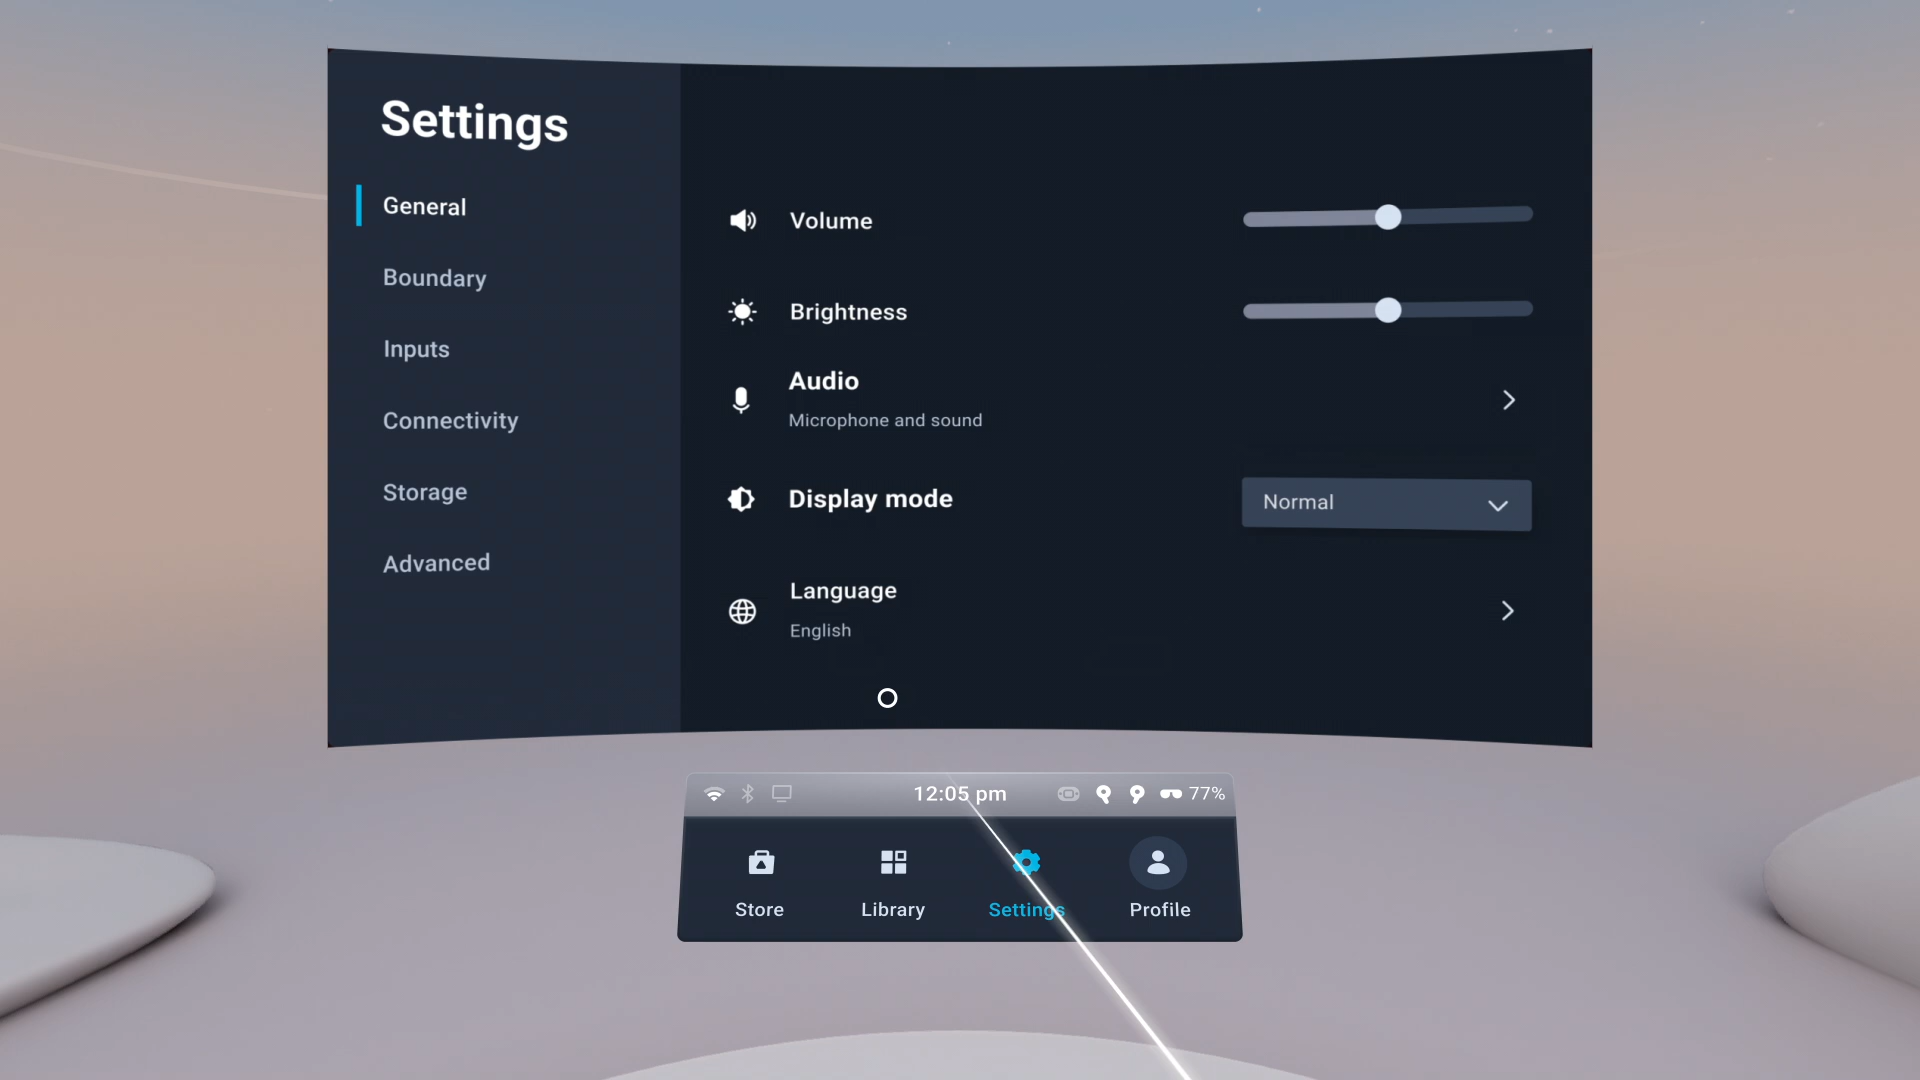 Settings
General
Boundary
Inputs
Connectivity
Storage
Advanced
Volume
Brightness
Audio
Microphone and sound
Display mode
Normal
Language
English
12:05 pm
77%
Store
Library
Settings
Profile